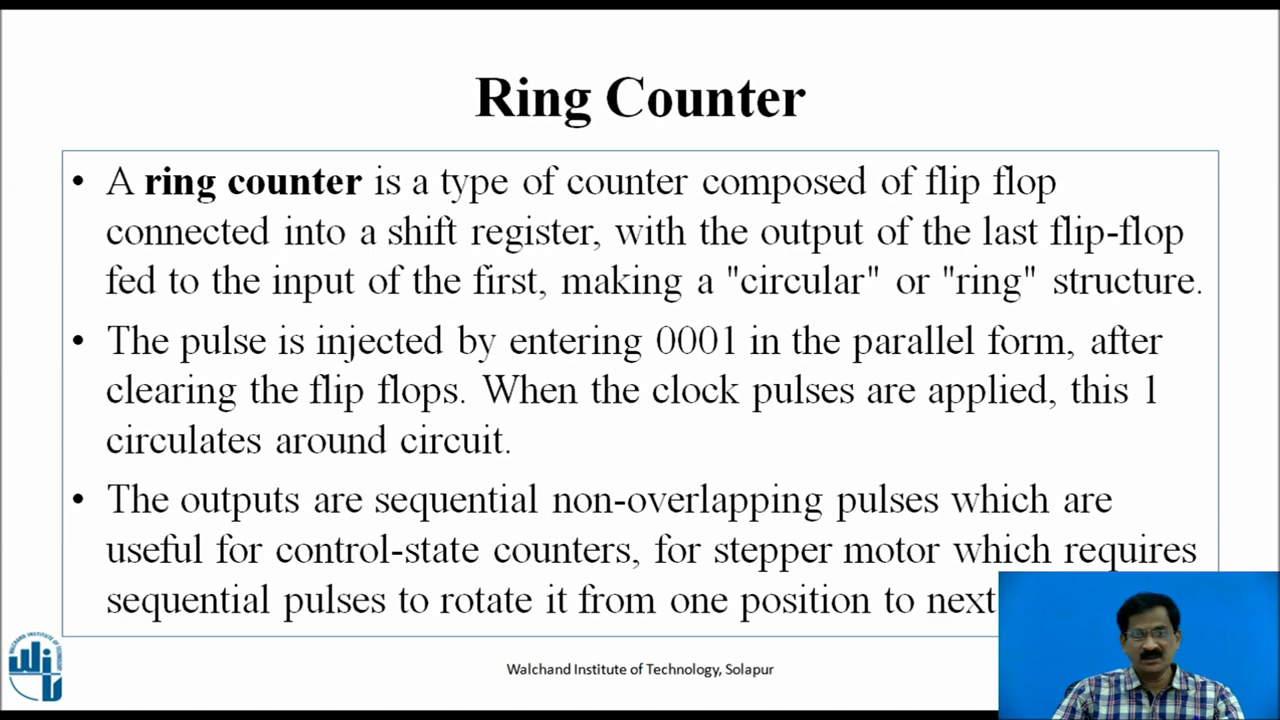 Ring Counter
• A ring counter is a type of counter composed of flip flop
connected into a shift register, with the output of the last flip-flop
fed to the input of the first, making a "circular" or "ring" structure.
• The pulse is injected by entering 0001 in the parallel form, after
clearing the flip flops. When the clock pulses are applied, this 1
circulates around circuit.
• The outputs are sequential non-overlapping pulses which are
useful for control-state counters, for stepper motor which requires
sequential pulses to rotate it from one position to next
WALCHAND INSTITUTE OF TECHNOLOGY
WIT
Walchand Institute of Technology, Solapur